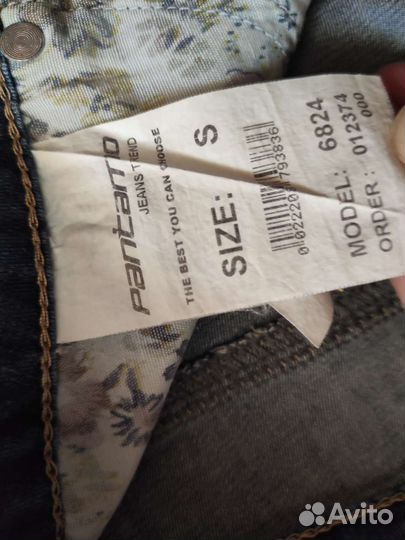 Pantamo
JEANS TREND
THE BEST YOU CAN CHOOSE
SIZE: S
MODEL: 6824
ORDER: 012374
000
Avito